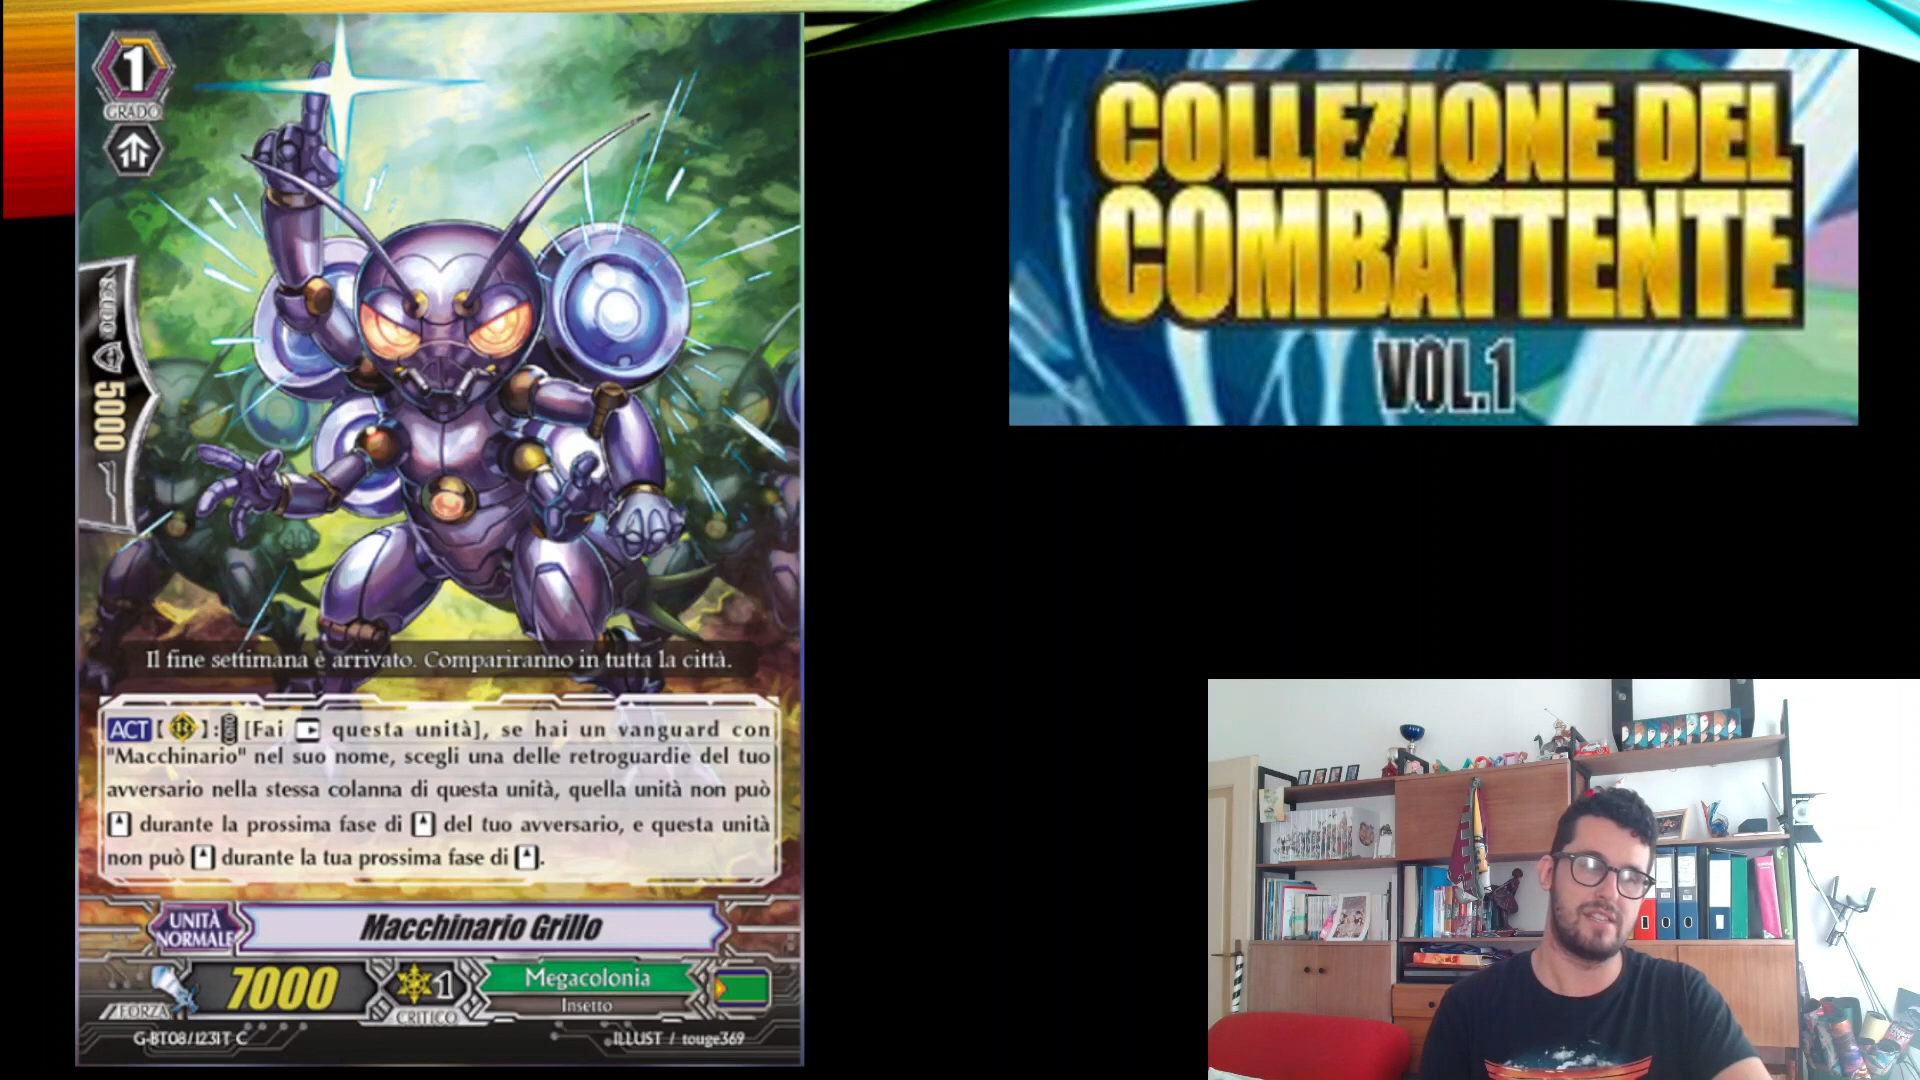 1
GRADO
SCUDO
5000
Il fine settimana è arrivato. Compariranno in tutta la città.
ACT【 】: COSTO [Fai questa unità], se hai un vanguard con
"Macchinario" nel suo nome, scegli una delle retroguardie del tuo
avversario nella stessa colonna di questa unità, quella unità non può
durante la prossima fase di del tuo avversario, e questa unità
non può durante la tua prossima fase di .
UNITÀ
NORMALE
Macchinario Grillo
FORZA
7000
1
CRITICO
Megacolonia
Insetto
G-BT08/123IT C
ILLUST / touge369
COLLEZIONE DEL
COMBATTENTE
VOL.1